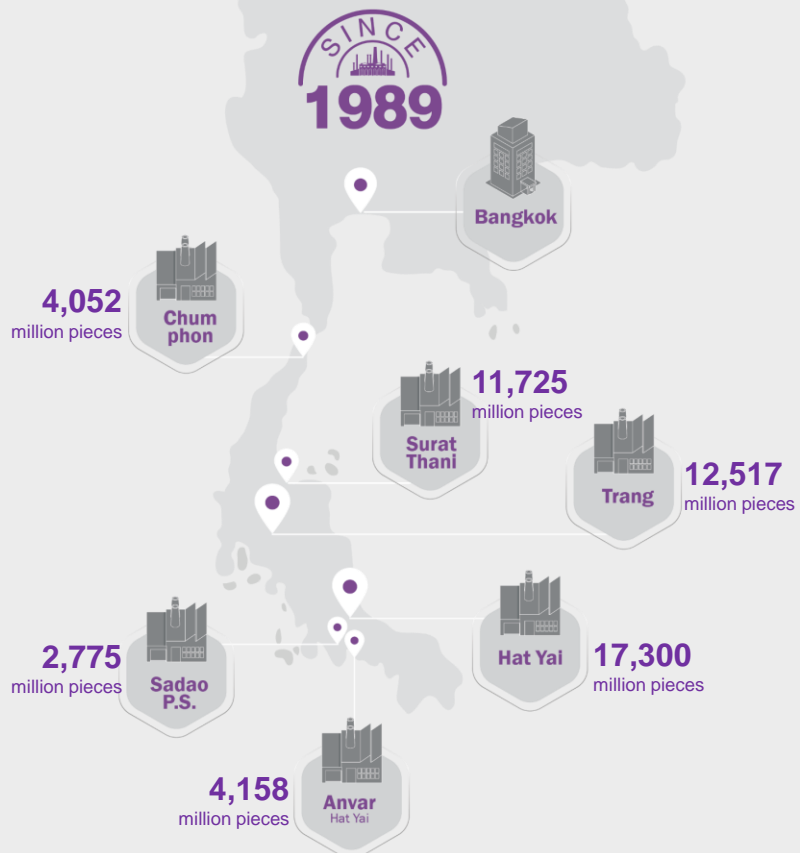 SINCE
1989
Bangkok
4,052
million pieces
Chum
phon
11,725
million pieces
Surat
Thani
12,517
million pieces
Trang
2,775
million pieces
Sadao
P.S.
Hat Yai
17,300
million pieces
4,158
million pieces
Anvar
Hat Yai